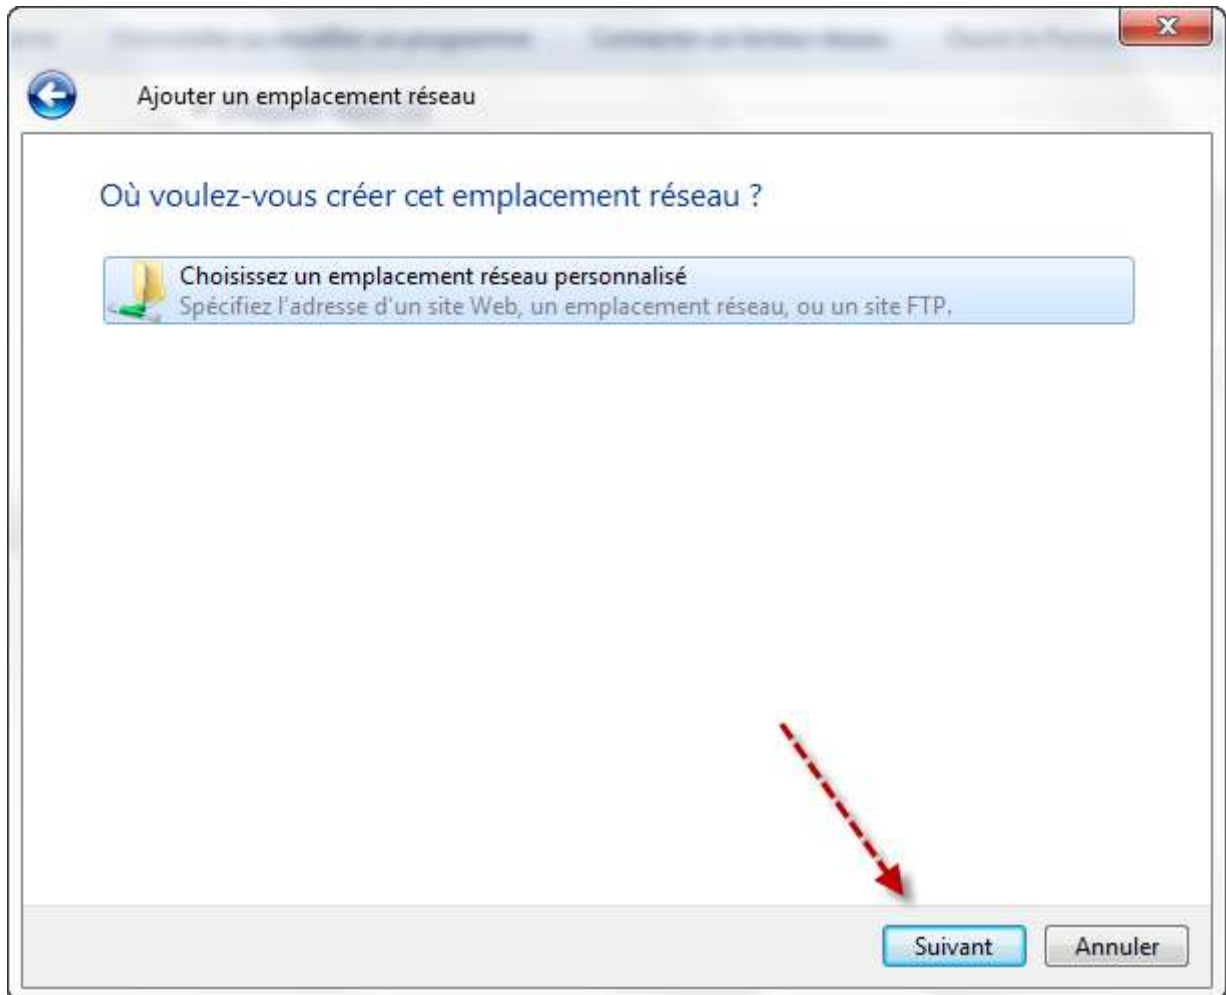 Ajouter un emplacement réseau
Où voulez-vous créer cet emplacement réseau ?
Choisissez un emplacement réseau personnalisé
Spécifiez l'adresse d'un site Web, un emplacement réseau, ou un site FTP.
Suivant
Annuler